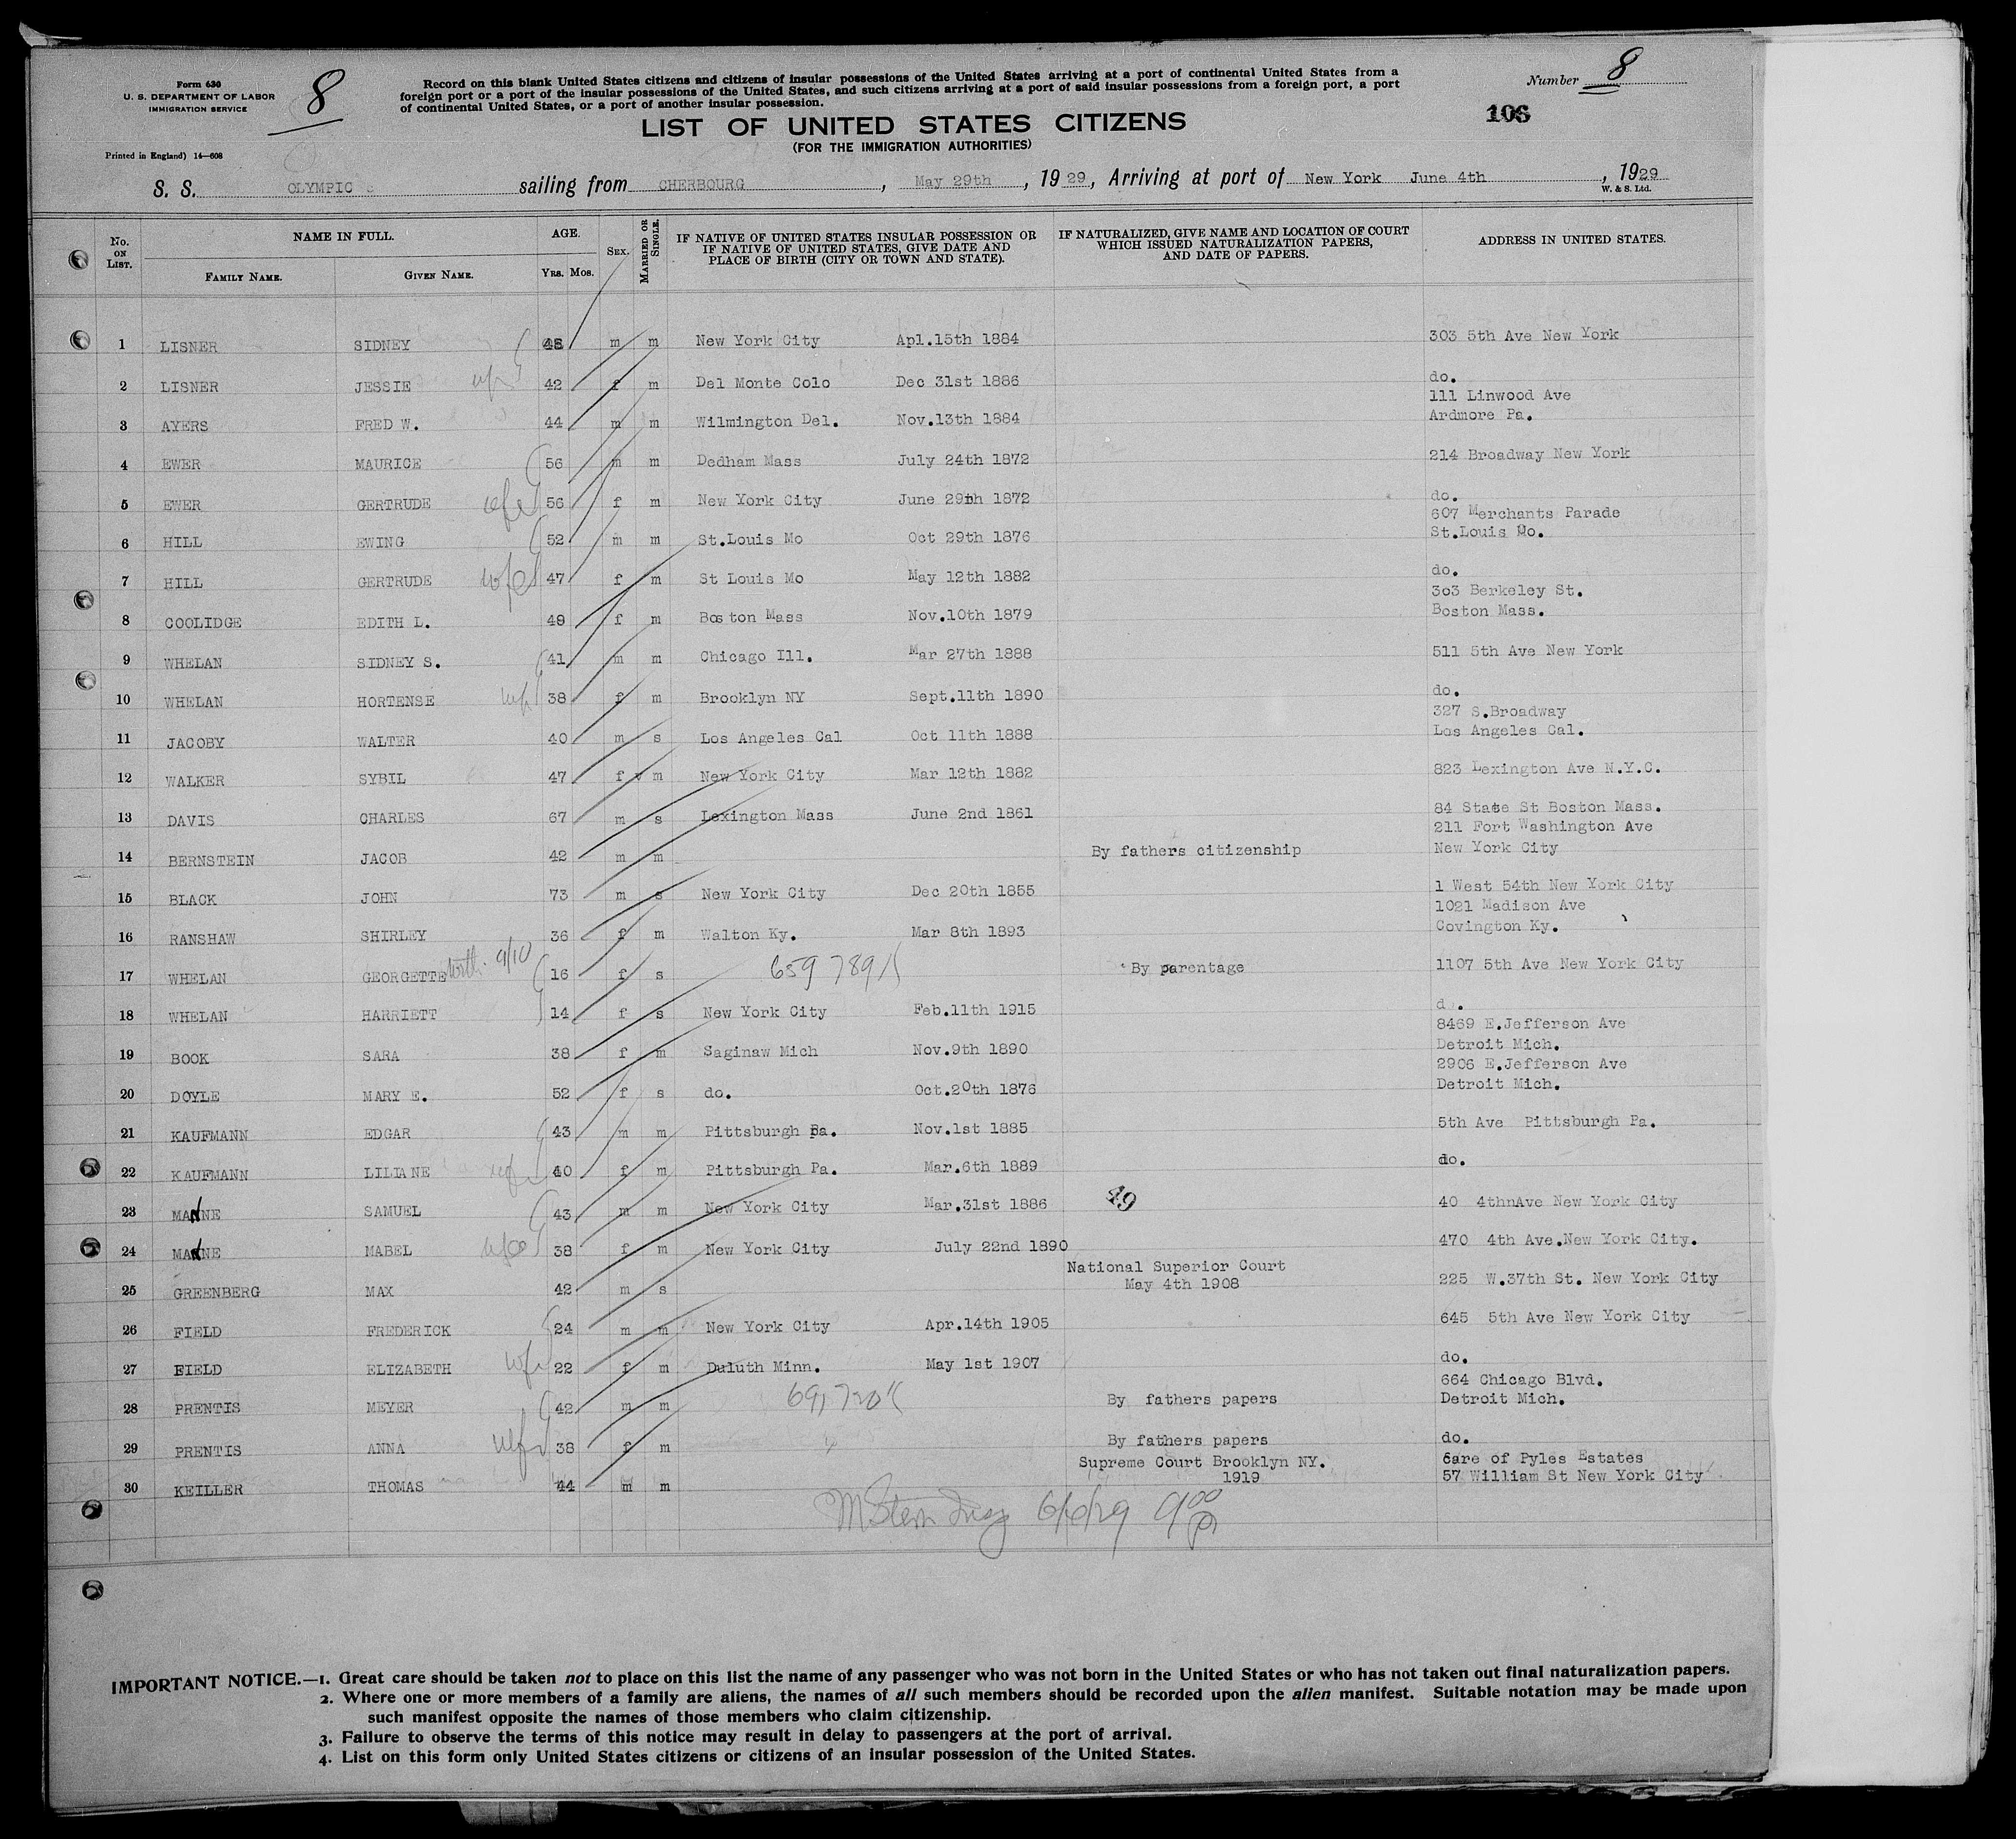 Form 630
U. S. DEPARTMENT OF LABOR
IMMIGRATION SERVICE
8
Record on this blank United States citizens and citizens of insular possessions of the United States arriving at a port of continental United States from a
foreign port or a port of the insular possessions of the United States, and such citizens arriving at a port of said insular possessions from a foreign port, a port
of continental United States, or a port of another insular possession.
Number 8
106
LIST OF UNITED STATES CITIZENS
(FOR THE IMMIGRATION AUTHORITIES)
Printed in England) 14—608
S. S. OLYMPIC sailing from CHERBOURG, May 29th, 1929, Arriving at port of New York June 4th, 1929
W. & S. Ltd.
No. ON LIST. NAME IN FULL. FAMILY NAME. GIVEN NAME. AGE. YRS. MOS. SEX. MARRIED OR SINGLE. IF NATIVE OF UNITED STATES INSULAR POSSESSION OR IF NATIVE OF UNITED STATES, GIVE DATE AND PLACE OF BIRTH (CITY OR TOWN AND STATE). IF NATURALIZED, GIVE NAME AND LOCATION OF COURT WHICH ISSUED NATURALIZATION PAPERS, AND DATE OF PAPERS. ADDRESS IN UNITED STATES.
1 LISNER SIDNEY m m New York City Apl.15th 1884 303 5th Ave New York
2 LISNER JESSIE 42 f m Del Monte Colo Dec 31st 1886 do.
111 Linwood Ave
3 AYERS FRED W. 44 m m Wilmington Del. Nov.13th 1884 Ardmore Pa.
4 EWER MAURICE 56 m m Dedham Mass July 24th 1872 214 Broadway New York
5 EWER GERTRUDE wife 56 f m New York City June 29th 1872 do.
607 Merchants Parade
6 HILL EWING 52 m m St.Louis Mo Oct 29th 1876 St.Louis Mo.
7 HILL GERTRUDE wife 47 f m St Louis Mo May 12th 1882 do.
303 Berkeley St.
8 COOLIDGE EDITH L. 49 f m Boston Mass Nov.10th 1879 Boston Mass.
9 WHELAN SIDNEY S. 41 m m Chicago Ill. Mar 27th 1888 511 5th Ave New York
10 WHELAN HORTENSE wife 38 f m Brooklyn NY Sept.11th 1890 do.
327 S.Broadway
11 JACOBY WALTER 40 m s Los Angeles Cal Oct 11th 1888 Los Angeles Cal.
12 WALKER SYBIL 47 f v m New York City Mar 12th 1882 823 Lexington Ave N.Y.C.
13 DAVIS CHARLES 67 m s Lexington Mass June 2nd 1861 84 State St Boston Mass.
211 Fort Washington Ave
14 BERNSTEIN JACOB 42 m m By fathers citizenship New York City
15 BLACK JOHN 73 m s New York City Dec 20th 1855 1 West 54th New York City
1021 Madison Ave
16 RANSHAW SHIRLEY 36 f m Walton Ky. Mar 8th 1893 Covington Ky.
17 WHELAN GEORGETTE 9/10 16 f s 659789 By parentage 1107 5th Ave New York City
18 WHELAN HARRIETT 14 f s New York City Feb.11th 1915 d .
8469 E.Jefferson Ave
19 BOOK SARA 38 f m Saginaw Mich Nov.9th 1890 Detroit Mich.
2906 E.Jefferson Ave
20 DOYLE MARY E. 52 f s do. Oct.20th 1876 Detroit Mich.
21 KAUFMANN EDGAR 43 m m Pittsburgh Pa. Nov.1st 1885 5th Ave Pittsburgh Pa.
22 KAUFMANN LILIANE wife 40 f m Pittsburgh Pa. Mar.6th 1889 do.
23 SAMUEL 43 m m New York City Mar.31st 1886 49 40 4thnAve New York City
24 MABEL wife 38 f m New York City July 22nd 1890 470 4th Ave.New York City.
National Superior Court
25 GREENBERG MAX 42 m s May 4th 1908 225 W.37th St. New York City
26 FIELD FREDERICK 24 m m New York City Apr.14th 1905 645 5th Ave New York City
27 FIELD ELIZABETH wife 22 f m Duluth Minn. May 1st 1907 do.
664 Chicago Blvd.
28 PRENTIS MEYER 42 m m By fathers papers Detroit Mich.
29 PRENTIS ANNA wife 38 f m By fathers papers do.
Supreme Court Brooklyn NY. care of Pyles Estates
30 KEILLER THOMAS 44 m m 1919 57 William St New York City
IMPORTANT NOTICE.—1. Great care should be taken not to place on this list the name of any passenger who was not born in the United States or who has not taken out final naturalization papers.
2. Where one or more members of a family are aliens, the names of all such members should be recorded upon the alien manifest. Suitable notation may be made upon
such manifest opposite the names of those members who claim citizenship.
3. Failure to observe the terms of this notice may result in delay to passengers at the port of arrival.
4. List on this form only United States citizens or citizens of an insular possession of the United States.